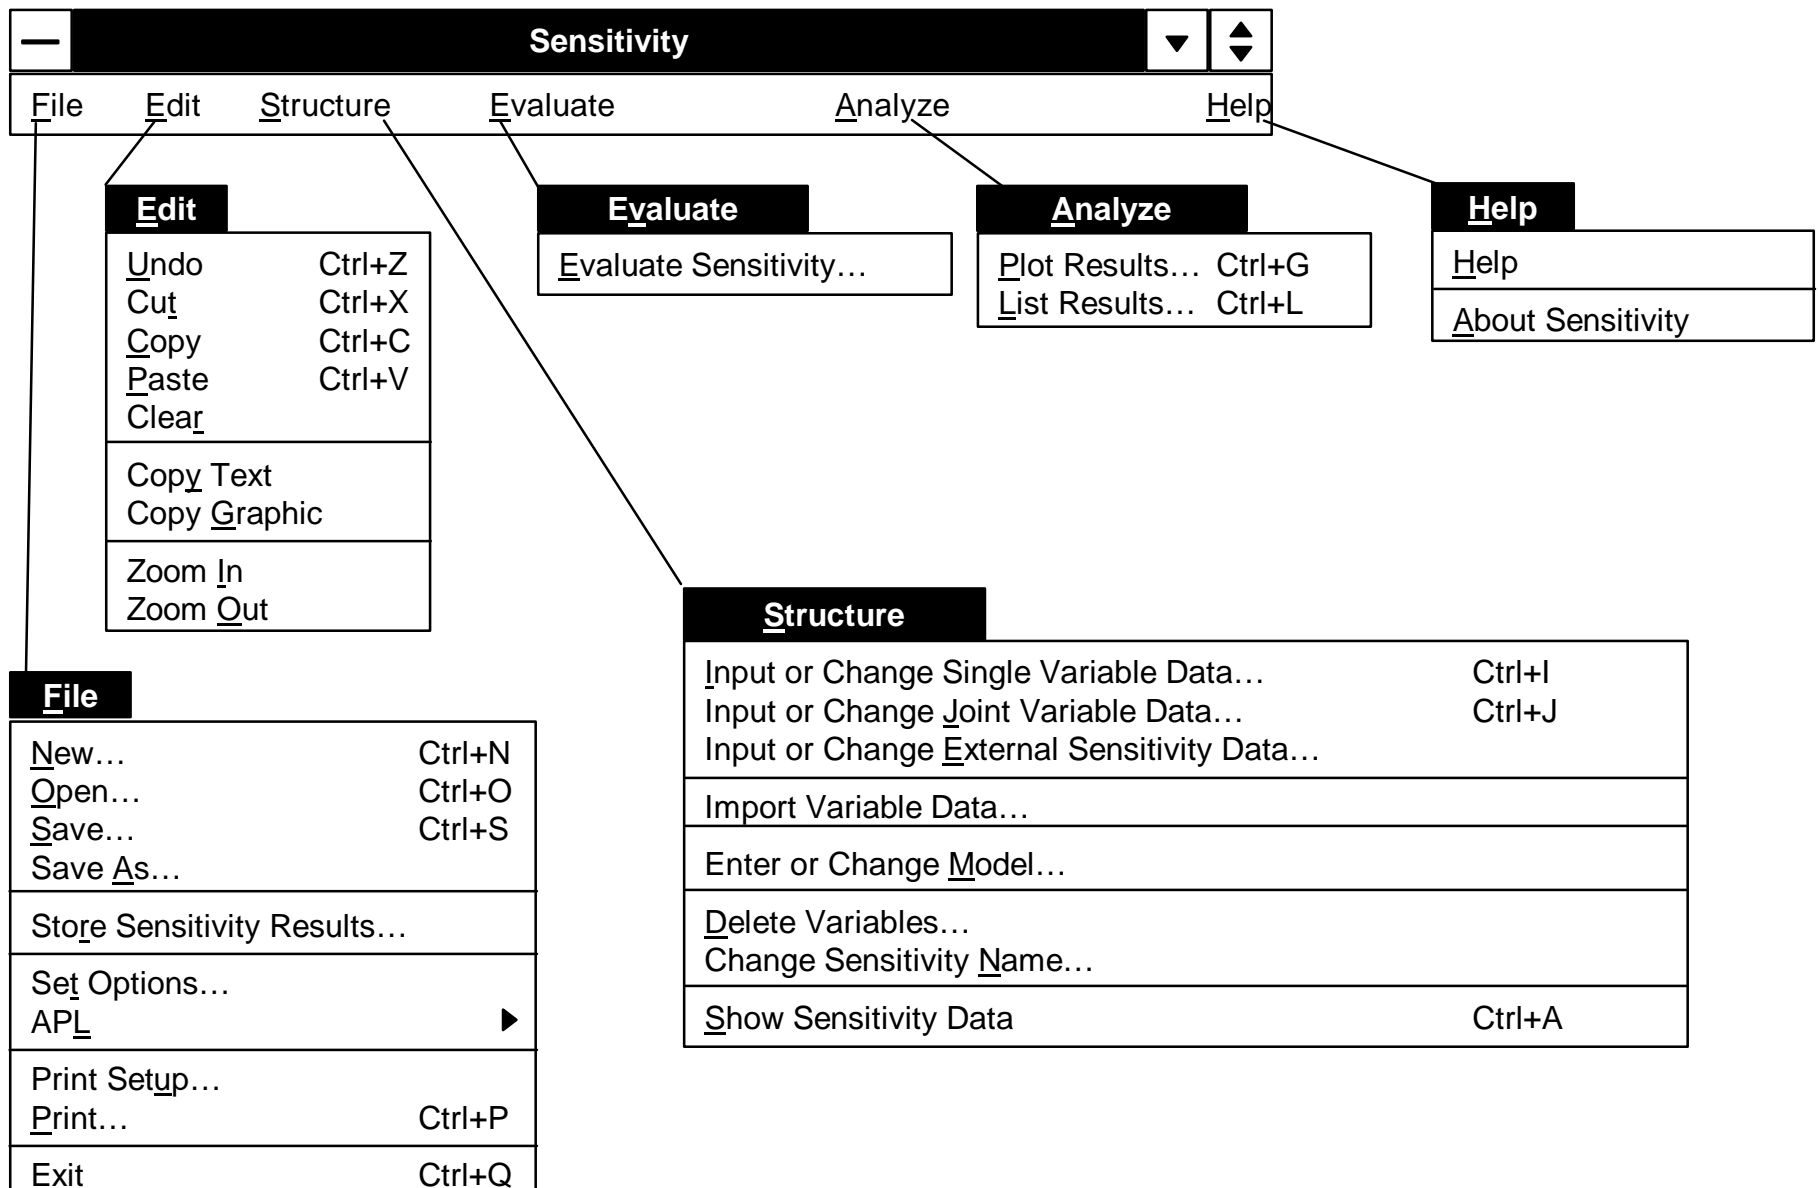 Sensitivity
File Edit Structure Evaluate Analyze Help
Edit
Undo Ctrl+Z
Cut Ctrl+X
Copy Ctrl+C
Paste Ctrl+V
Clear
Copy Text
Copy Graphic
Zoom In
Zoom Out
Evaluate
Evaluate Sensitivity…
Analyze
Plot Results… Ctrl+G
List Results… Ctrl+L
Help
Help
About Sensitivity
File
New… Ctrl+N
Open… Ctrl+O
Save… Ctrl+S
Save As…
Store Sensitivity Results…
Set Options…
APL
Print Setup…
Print… Ctrl+P
Exit Ctrl+Q
Structure
Input or Change Single Variable Data… Ctrl+I
Input or Change Joint Variable Data… Ctrl+J
Input or Change External Sensitivity Data…
Import Variable Data…
Enter or Change Model…
Delete Variables…
Change Sensitivity Name…
Show Sensitivity Data Ctrl+A